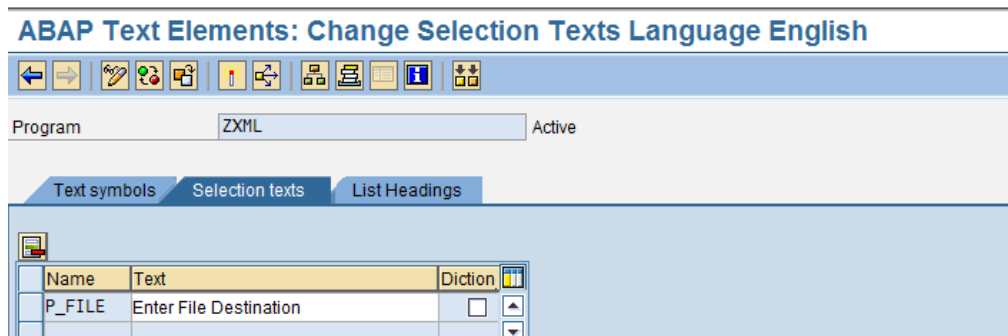 ABAP Text Elements: Change Selection Texts Language English
Program ZXML Active
Text symbols Selection texts List Headings
Name Text Diction
P_FILE Enter File Destination